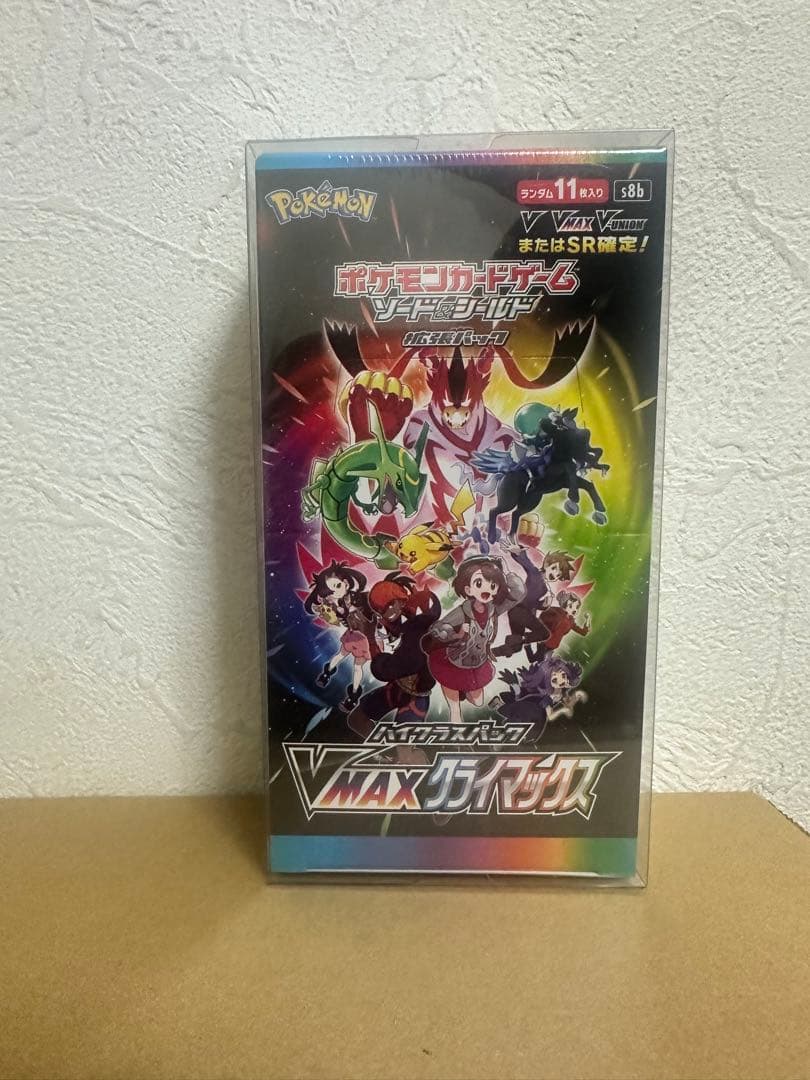 POKÉMON
ランダム11枚入り s8b
V VMAX V-UNION
またはSR確定!
ポケモンカードゲーム
ソード&シールド
拡張パック
ハイクラスパック
VMAXクライマックス